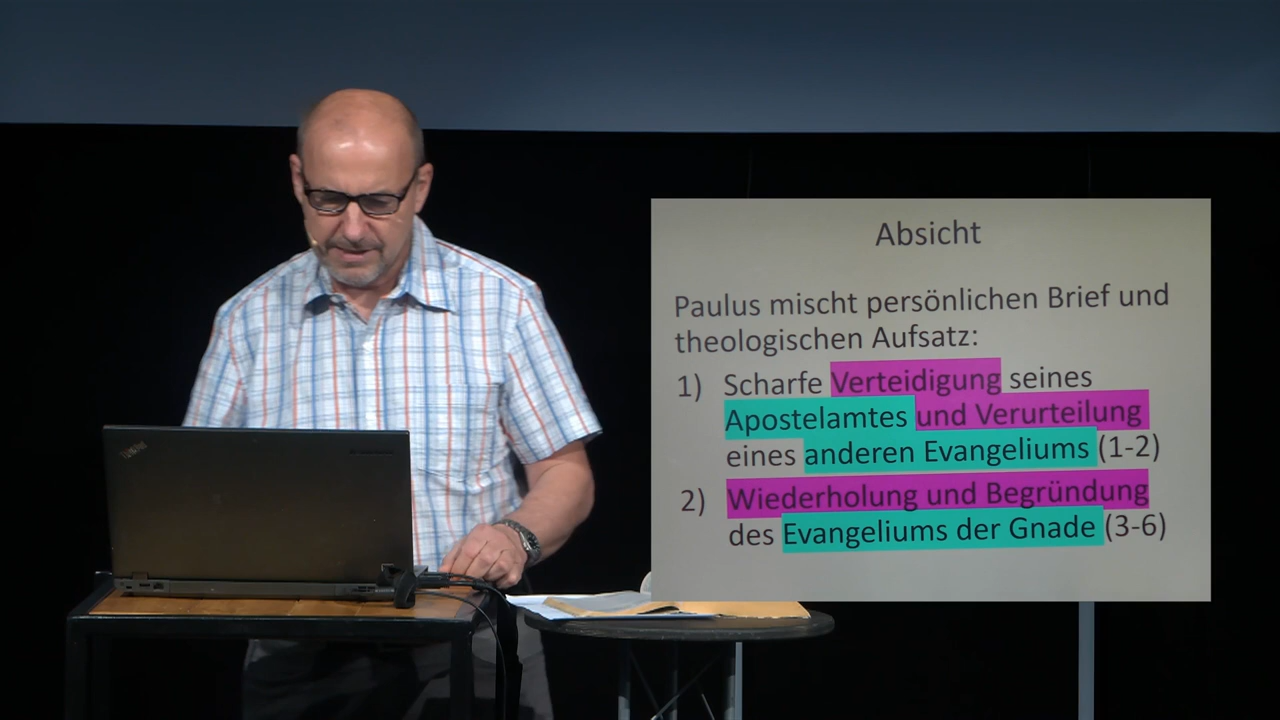 Absicht
Paulus mischt persönlichen Brief und
theologischen Aufsatz:
1) Scharfe Verteidigung seines
Apostelamtes und Verurteilung
eines anderen Evangeliums (1-2)
2) Wiederholung und Begründung
des Evangeliums der Gnade (3-6)
ThinkPad